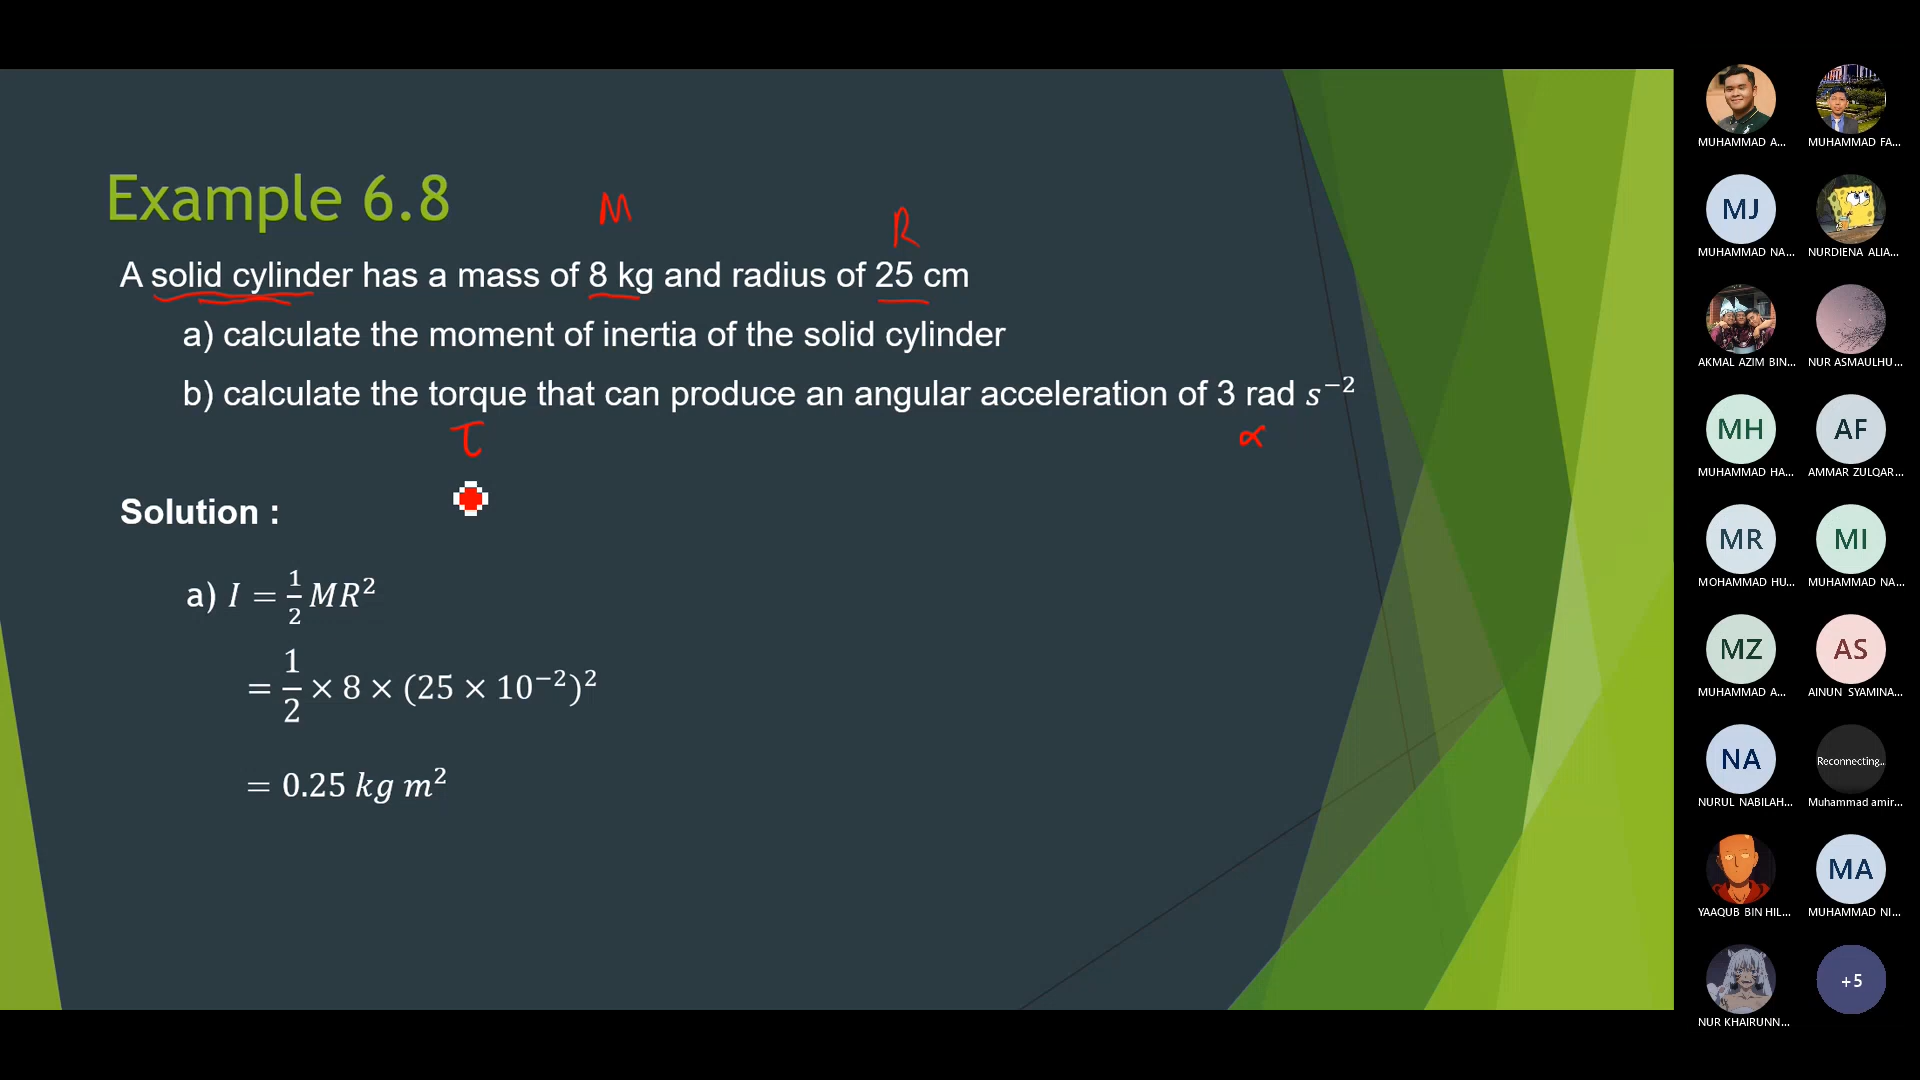 Example 6.8
M
R
A solid cylinder has a mass of 8 kg and radius of 25 cm
a) calculate the moment of inertia of the solid cylinder
b) calculate the torque that can produce an angular acceleration of 3 rad s⁻²
τ
α
Solution :
a) I = 1/2 MR²
= 1/2 × 8 × (25 × 10⁻²)²
= 0.25 kg m²
MUHAMMAD A...
MUHAMMAD FA...
MJ
MUHAMMAD NA...
NURDIENA ALIA...
AKMAL AZIM BIN...
NUR ASMAULHU...
MH
AF
MUHAMMAD HA...
AMMAR ZULQAR...
MR
MI
MOHAMMAD HU...
MUHAMMAD NA...
MZ
AS
MUHAMMAD A...
AINUN SYAMINA...
NA
Reconnecting...
NURUL NABILAH...
Muhammad amir...
MA
YAAQUB BIN HIL...
MUHAMMAD NI...
+5
NUR KHAIRUNN...